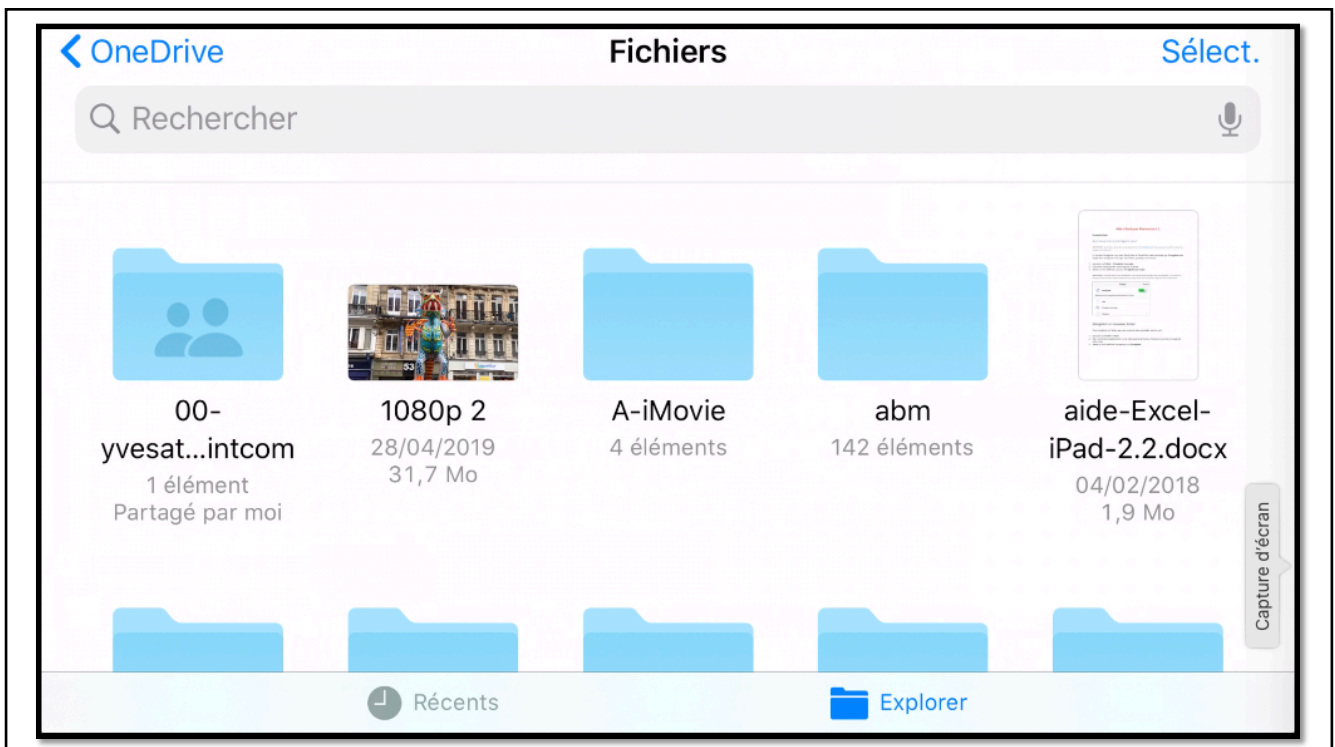 OneDrive
Fichiers
Sélect.
Rechercher
00-
yvesat...intcom
1 élément
Partagé par moi
1080p 2
28/04/2019
31,7 Mo
A-iMovie
4 éléments
abm
142 éléments
aide-Excel-
iPad-2.2.docx
04/02/2018
1,9 Mo
Capture d'écran
Récents
Explorer